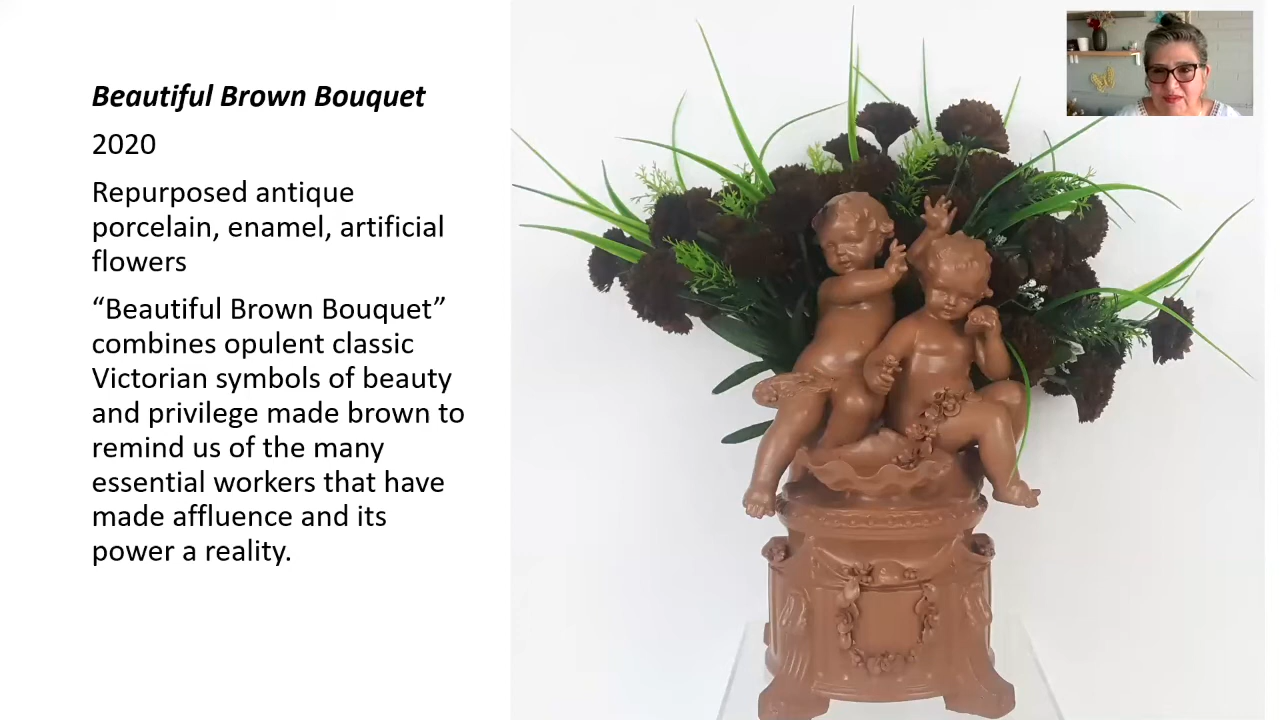 Beautiful Brown Bouquet
2020
Repurposed antique
porcelain, enamel, artificial
flowers
“Beautiful Brown Bouquet”
combines opulent classic
Victorian symbols of beauty
and privilege made brown to
remind us of the many
essential workers that have
made affluence and its
power a reality.